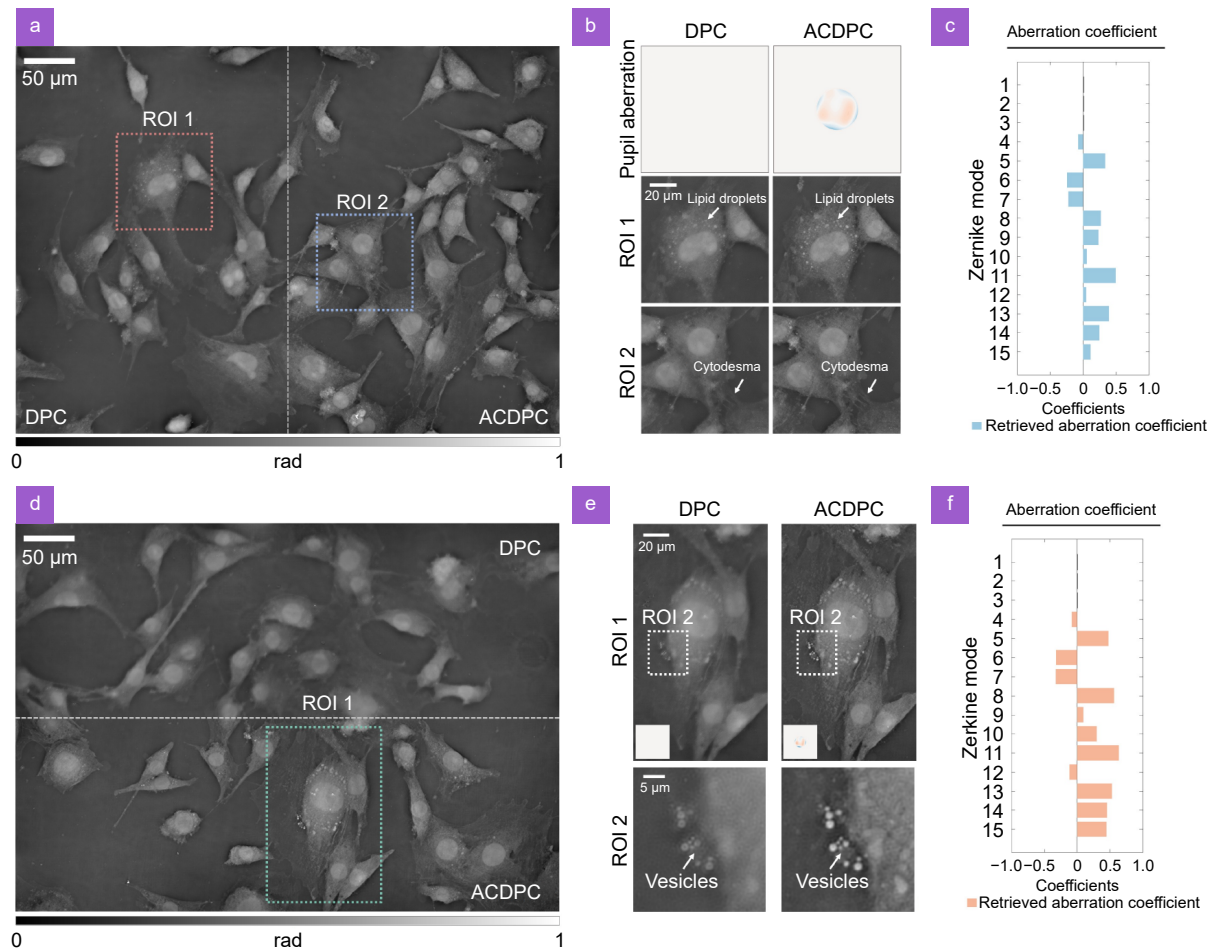 a
50 µm
ROI 1
ROI 2
DPC
ACDPC
0
rad
1
b
DPC
ACDPC
Pupil aberration
ROI 1
20 µm
Lipid droplets
Lipid droplets
ROI 2
Cytodesma
Cytodesma
c
Aberration coefficient
Zernike mode
1
2
3
4
5
6
7
8
9
10
11
12
13
14
15
−1.0 −0.5 0 0.5 1.0
Coefficients
Retrieved aberration coefficient
d
50 µm
DPC
ROI 1
ACDPC
0
rad
1
e
DPC
ACDPC
ROI 1
20 µm
ROI 2
ROI 2
ROI 2
5 µm
Vesicles
Vesicles
f
Aberration coefficient
Zerkine mode
1
2
3
4
5
6
7
8
9
10
11
12
13
14
15
−1.0 −0.5 0 0.5 1.0
Coefficients
Retrieved aberration coefficient